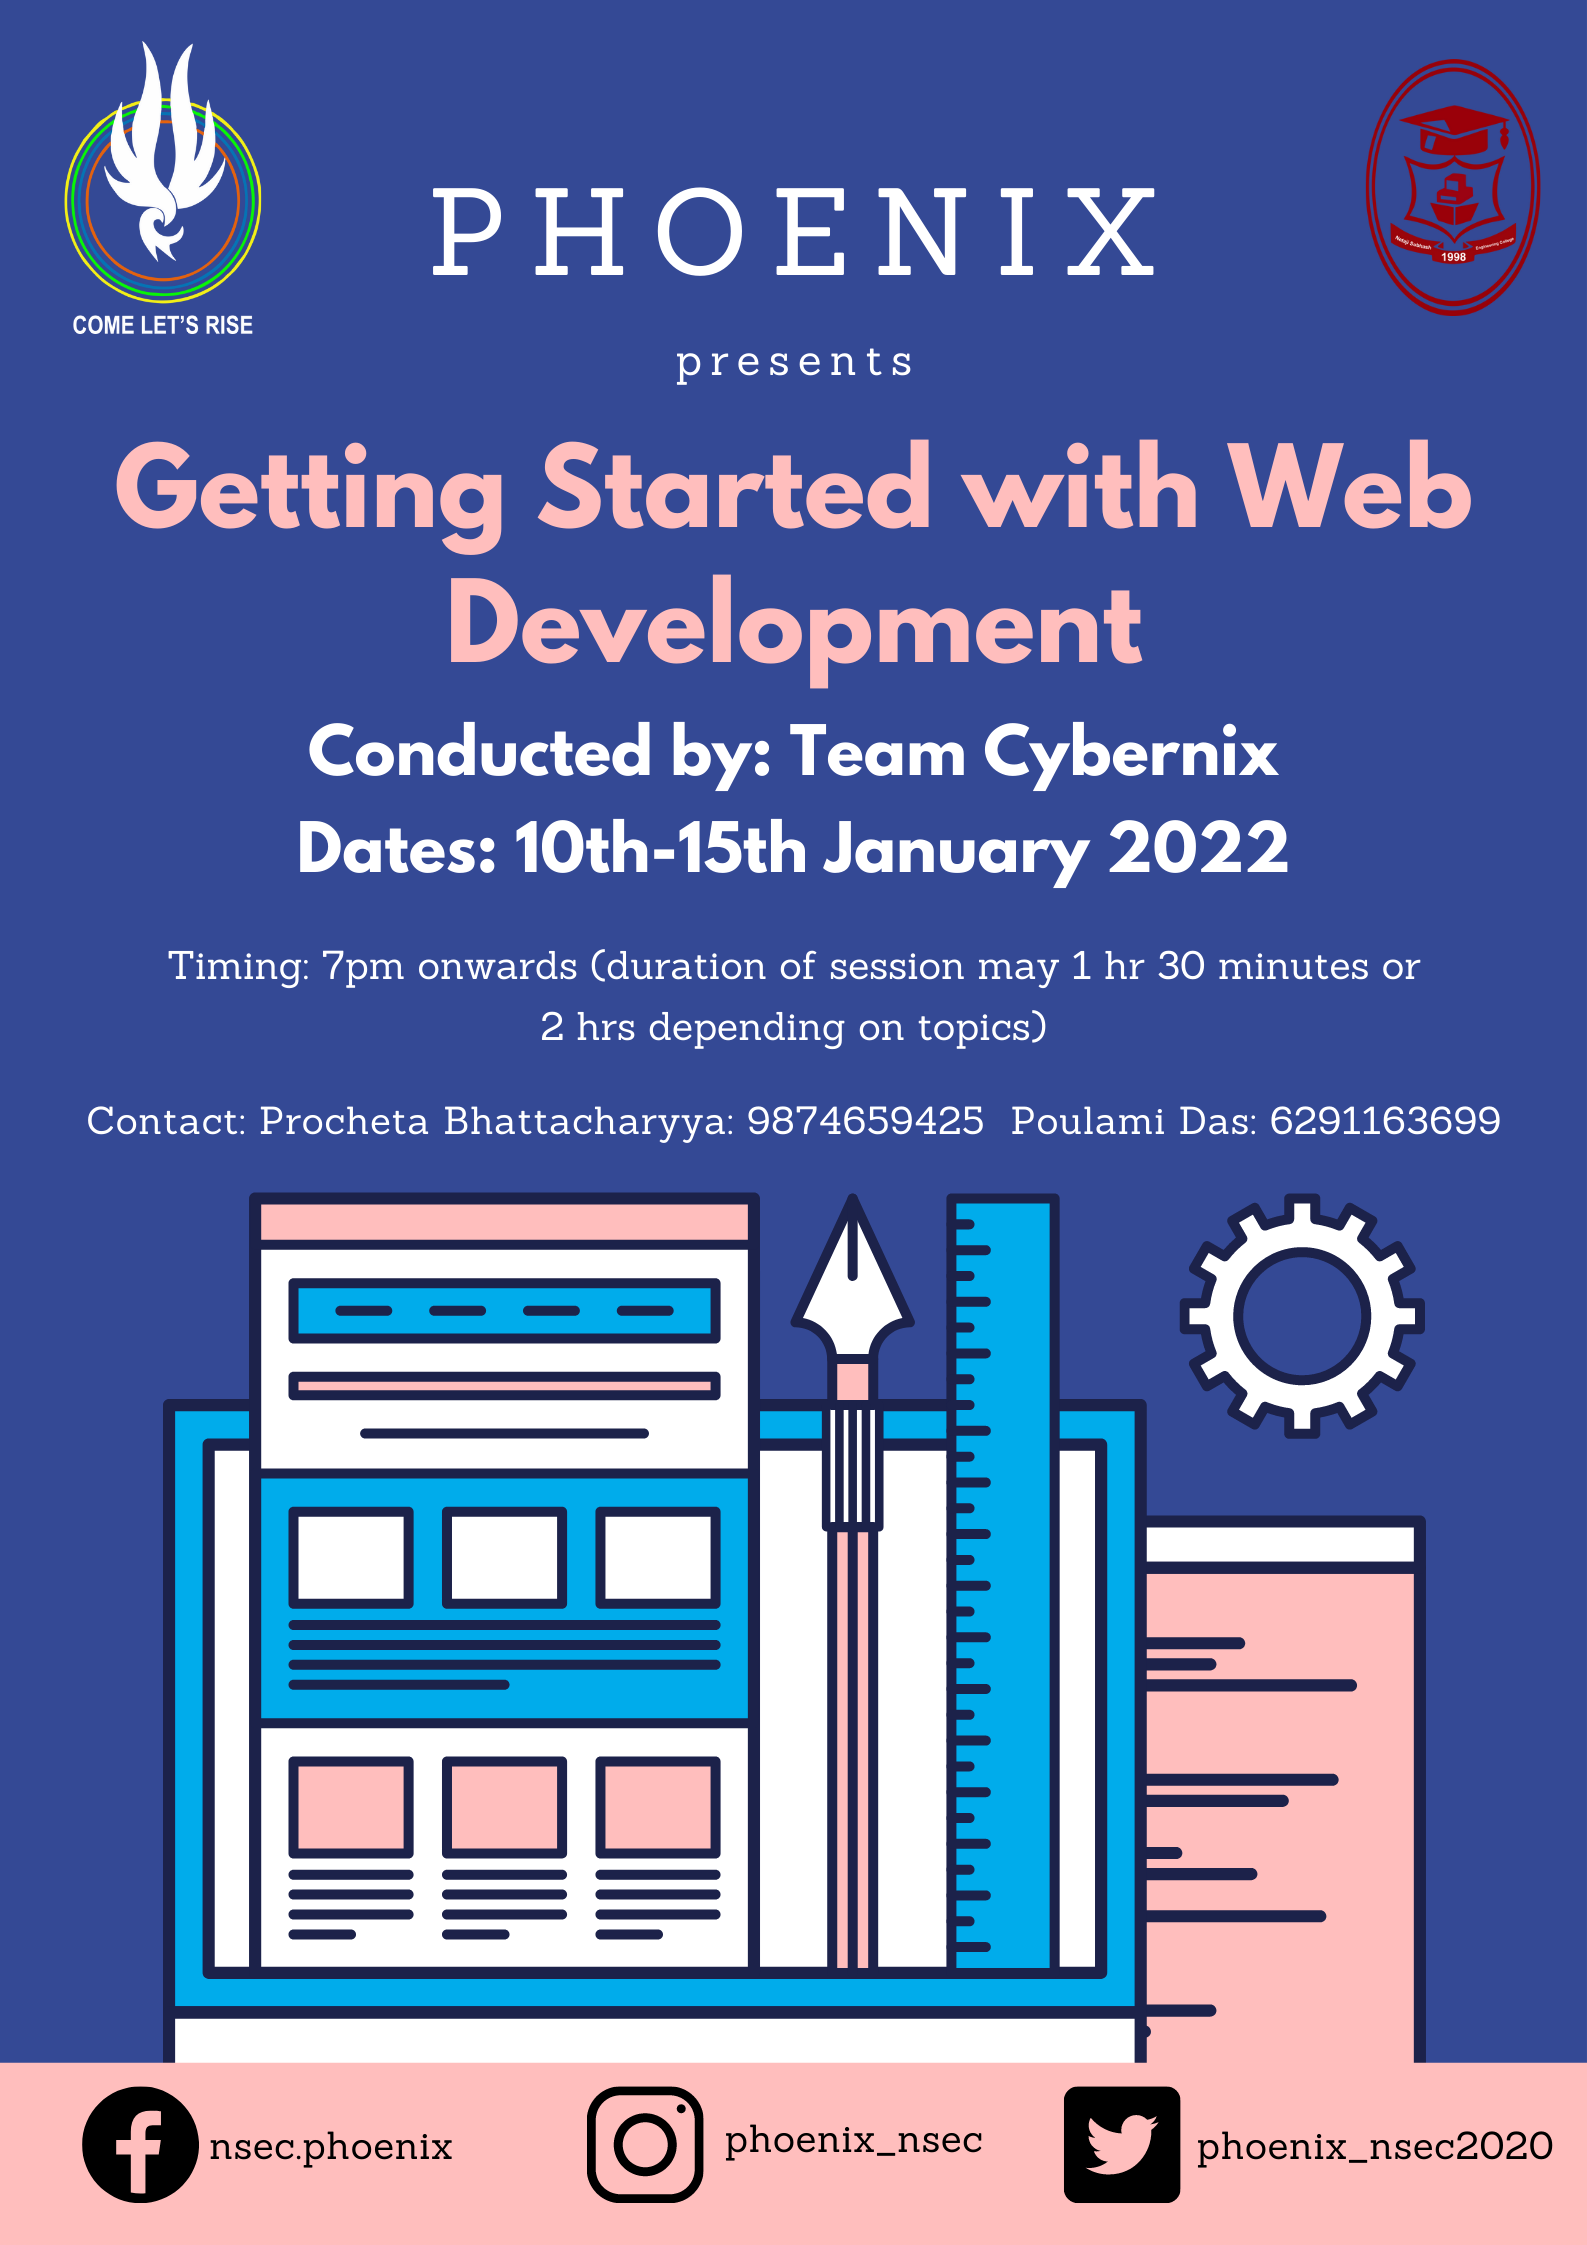 COME LET'S RISE
PHOENIX
Netaji Subhash Engineering College
1998
presents
Getting Started with Web
Development
Conducted by: Team Cybernix
Dates: 10th-15th January 2022
Timing: 7pm onwards (duration of session may 1 hr 30 minutes or
2 hrs depending on topics)
Contact: Procheta Bhattacharyya: 9874659425 Poulami Das: 6291163699
nsec.phoenix
phoenix_nsec
phoenix_nsec2020